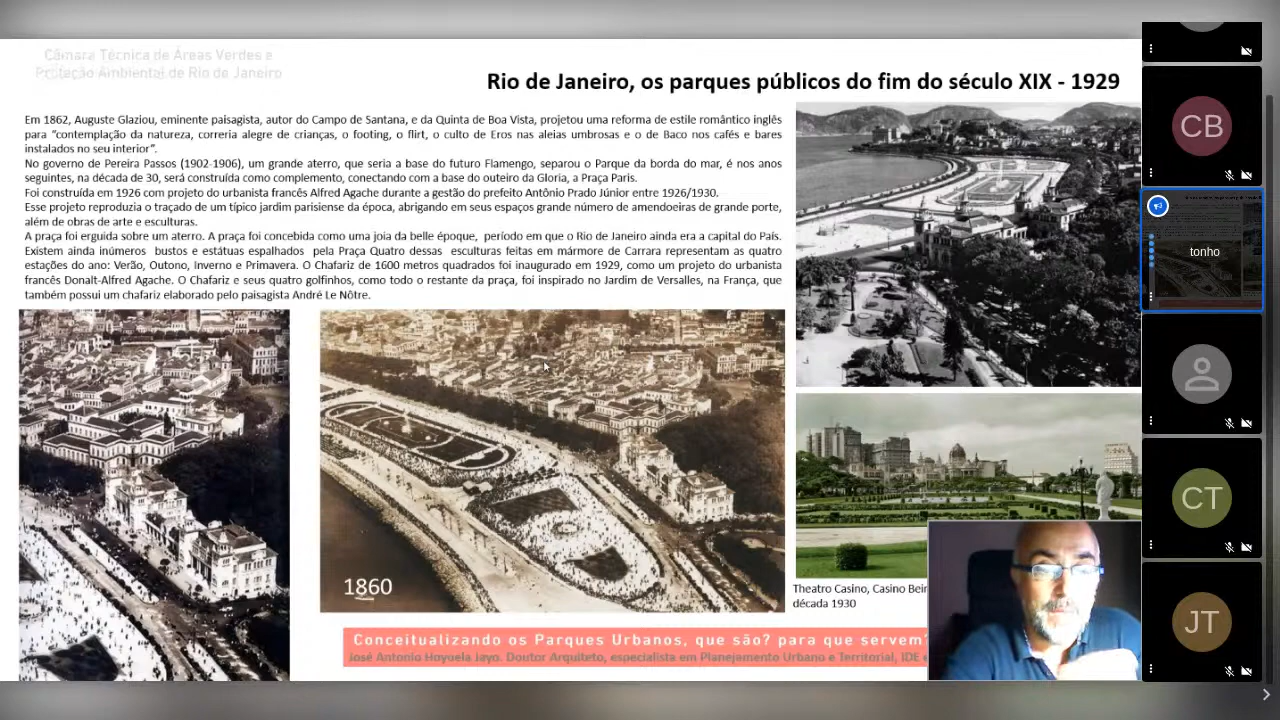 Câmara Técnica de Áreas Verdes e
Proteção Ambiental de Rio de Janeiro
Rio de Janeiro, os parques públicos do fim do século XIX - 1929
Em 1862, Auguste Glaziou, eminente paisagista, autor do Campo de Santana, e da Quinta de Boa Vista, projetou uma reforma de estilo romântico inglês
para "contemplação da natureza, correria alegre de crianças, o footing, o flirt, o culto de Eros nas aleias umbrosas e o de Baco nos cafés e bares
instalados no seu interior".
No governo de Pereira Passos (1902-1906), um grande aterro, que seria a base do futuro Flamengo, separou o Parque da borda do mar, é nos anos
seguintes, na década de 30, será construída como complemento, conectando com a base do outeiro da Gloria, a Praça Paris.
Foi construída em 1926 com projeto do urbanista francês Alfred Agache durante a gestão do prefeito Antônio Prado Júnior entre 1926/1930.
Esse projeto reproduzia o traçado de um típico jardim parisiense da época, abrigando em seus espaços grande número de amendoeiras de grande porte,
além de obras de arte e esculturas.
A praça foi erguida sobre um aterro. A praça foi concebida como uma joia da belle époque, período em que o Rio de Janeiro ainda era a capital do País.
Existem ainda inúmeros bustos e estátuas espalhados pela Praça Quatro dessas esculturas feitas em mármore de Carrara representam as quatro
estações do ano: Verão, Outono, Inverno e Primavera. O Chafariz de 1600 metros quadrados foi inaugurado em 1929, como um projeto do urbanista
francês Donalt-Alfred Agache. O Chafariz e seus quatro golfinhos, como todo o restante da praça, foi inspirado no Jardim de Versalles, na França, que
também possui um chafariz elaborado pelo paisagista André Le Nôtre.
1860
Theatro Casino, Casino Bei
década 1930
Conceitualizando os Parques Urbanos, que são? para que servem?
José Antonio Hoyuela Jayo. Doutor Arquiteto, especialista em Planejamento Urbano e Territorial, IDE
CB
tonho
CT
JT